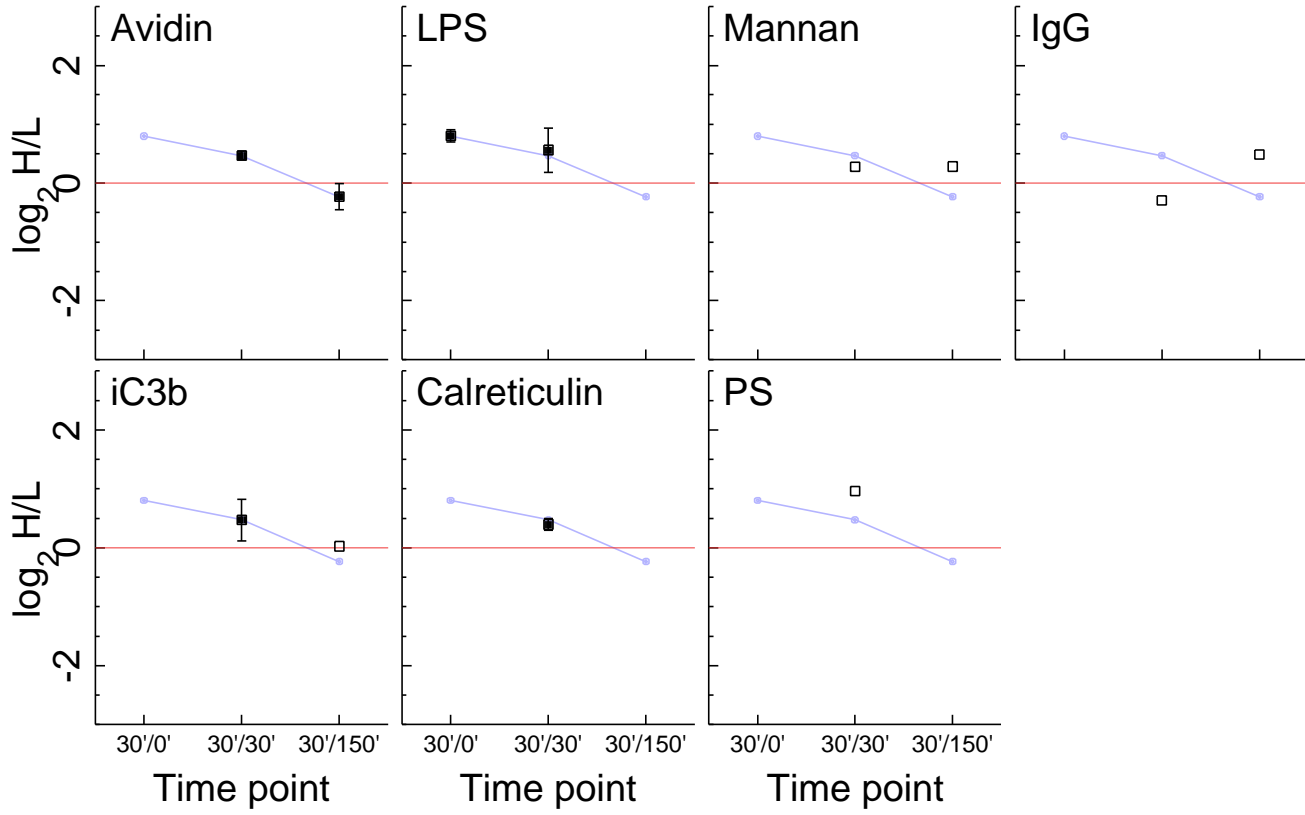 Avidin LPS Mannan IgG
2
0
-2
log2 H/L
iC3b Calreticulin PS
2
0
-2
log2 H/L
30'/0' 30'/30' 30'/150' 30'/0' 30'/30' 30'/150' 30'/0' 30'/30' 30'/150'
Time point Time point Time point